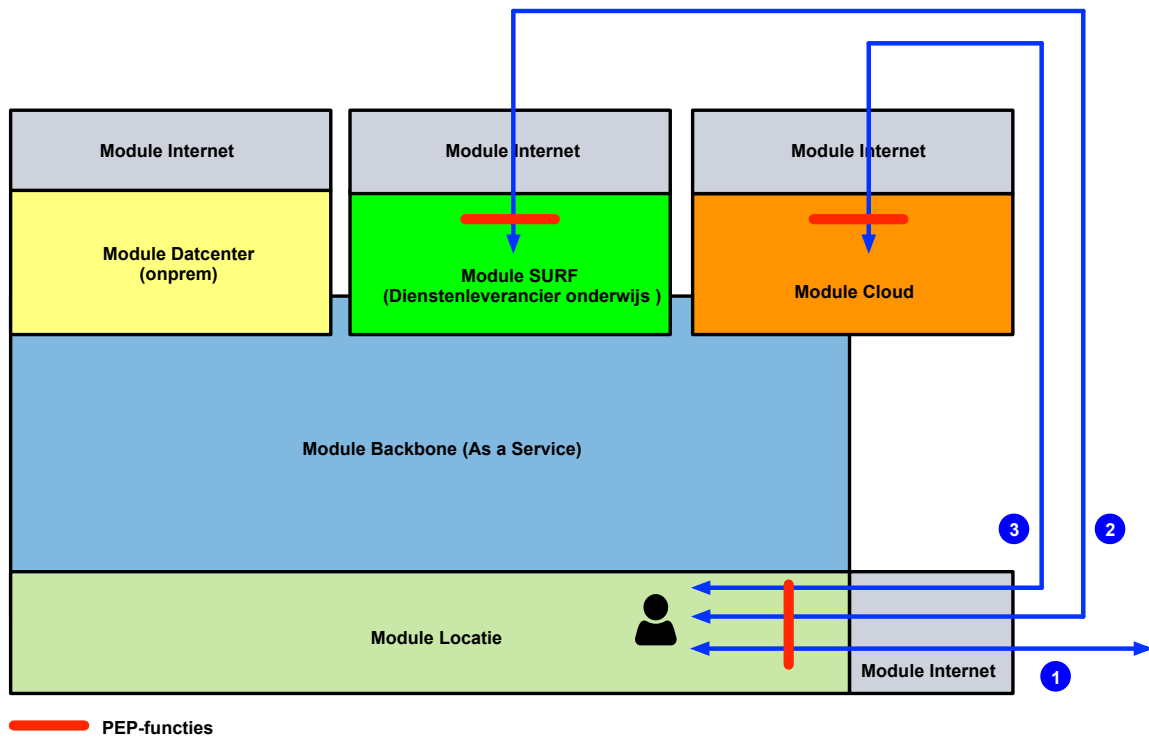 Module Internet
Module Internet
Module Internet
Module Datcenter
(onprem)
Module SURF
(Dienstenleverancier onderwijs )
Module Cloud
Module Backbone (As a Service)
3
2
Module Locatie
Module Internet
1
PEP-functies